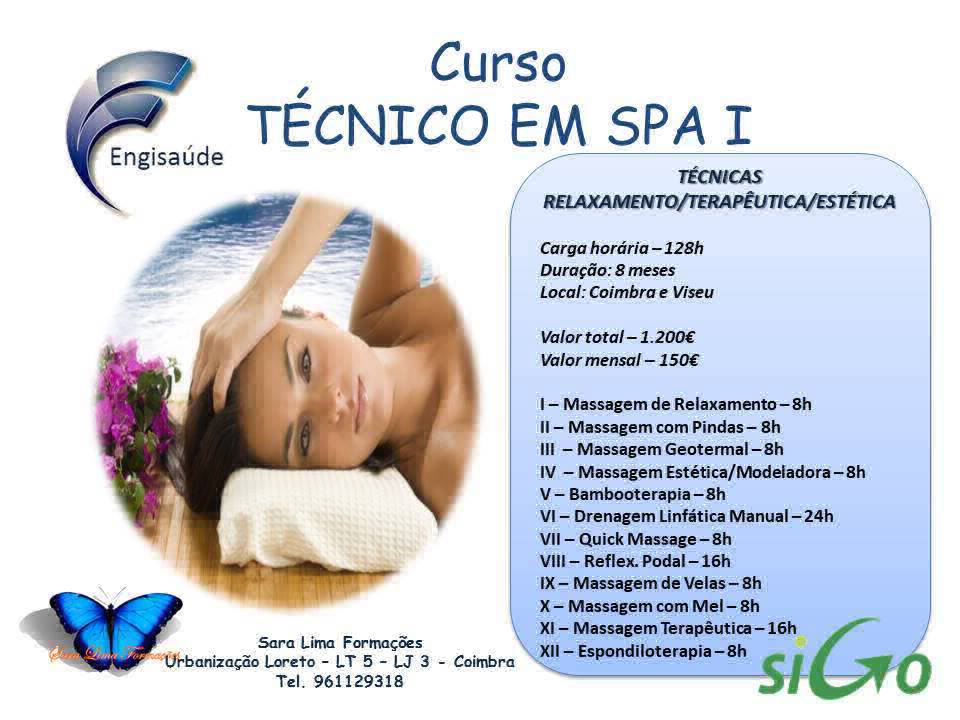 Curso
TÉCNICO EM SPA I
Engisaúde
TÉCNICAS
RELAXAMENTO/TERAPÊUTICA/ESTÉTICA
Carga horária – 128h
Duração: 8 meses
Local: Coimbra e Viseu
Valor total – 1.200€
Valor mensal – 150€
I – Massagem de Relaxamento – 8h
II – Massagem com Pindas – 8h
III – Massagem Geotermal – 8h
IV – Massagem Estética/Modeladora – 8h
V – Bambooterapia – 8h
VI – Drenagem Linfática Manual – 24h
VII – Quick Massage – 8h
VIII – Reflex. Podal – 16h
IX – Massagem de Velas – 8h
X – Massagem com Mel – 8h
XI – Massagem Terapêutica – 16h
XII – Espondiloterapia – 8h
Sara Lima Formações
Sara Lima Formações
Urbanização Loreto – LT 5 – LJ 3 - Coimbra
Tel. 961129318
siGo